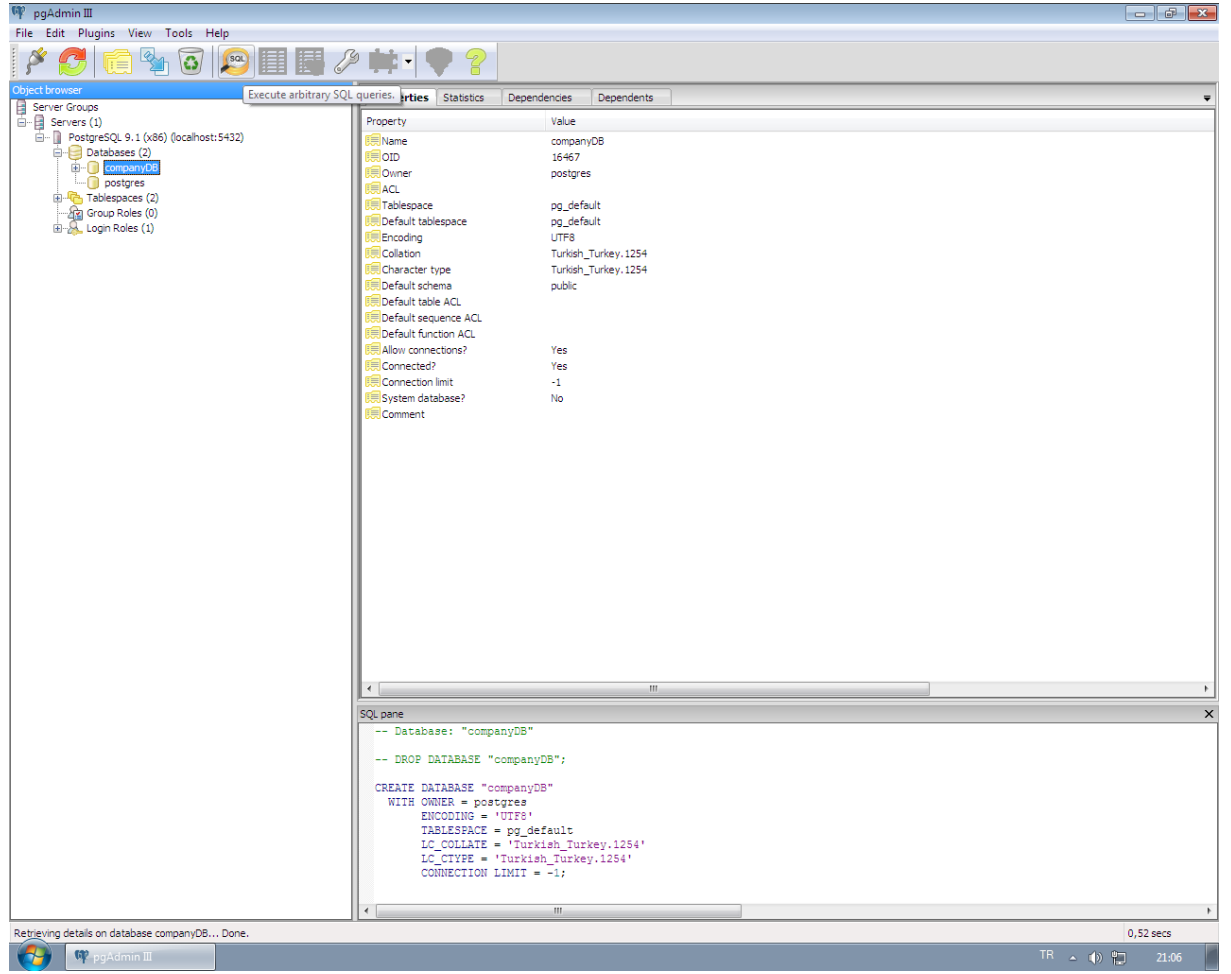 pgAdmin III
File Edit Plugins View Tools Help
SQL
Object browser
Execute arbitrary SQL queries.
Server Groups
Servers (1)
PostgreSQL 9.1 (x86) (localhost:5432)
Databases (2)
companyDB
postgres
Tablespaces (2)
Group Roles (0)
Login Roles (1)
rties Statistics Dependencies Dependents
Property Value
Name companyDB
OID 16467
Owner postgres
ACL
Tablespace pg_default
Default tablespace pg_default
Encoding UTF8
Collation Turkish_Turkey.1254
Character type Turkish_Turkey.1254
Default schema public
Default table ACL
Default sequence ACL
Default function ACL
Allow connections? Yes
Connected? Yes
Connection limit -1
System database? No
Comment
SQL pane
-- Database: "companyDB"
-- DROP DATABASE "companyDB";
CREATE DATABASE "companyDB"
WITH OWNER = postgres
ENCODING = 'UTF8'
TABLESPACE = pg_default
LC_COLLATE = 'Turkish_Turkey.1254'
LC_CTYPE = 'Turkish_Turkey.1254'
CONNECTION LIMIT = -1;
Retrieving details on database companyDB... Done. 0,52 secs
pgAdmin III TR 21:06